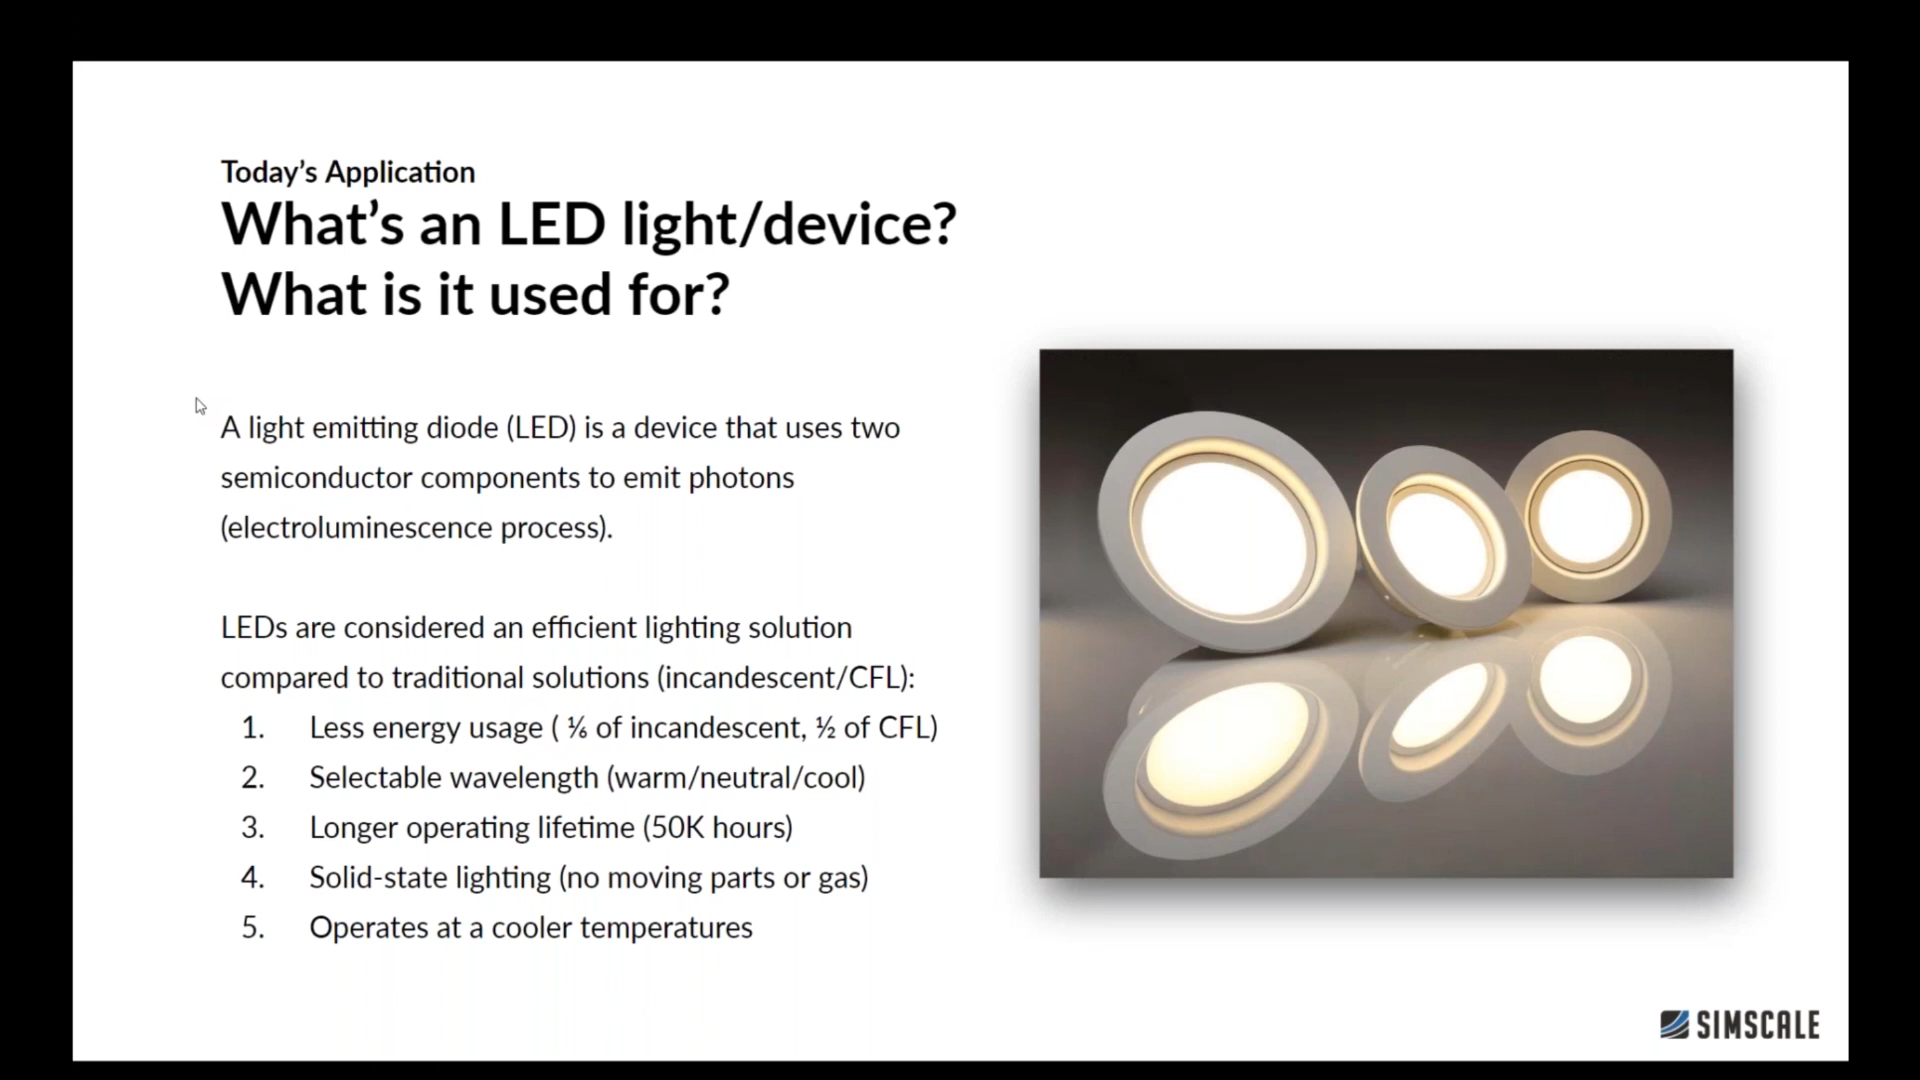 Today’s Application
What’s an LED light/device?
What is it used for?
A light emitting diode (LED) is a device that uses two
semiconductor components to emit photons
(electroluminescence process).
LEDs are considered an efficient lighting solution
compared to traditional solutions (incandescent/CFL):
1. Less energy usage ( ⅙ of incandescent, ½ of CFL)
2. Selectable wavelength (warm/neutral/cool)
3. Longer operating lifetime (50K hours)
4. Solid-state lighting (no moving parts or gas)
5. Operates at a cooler temperatures
SIMSCALE